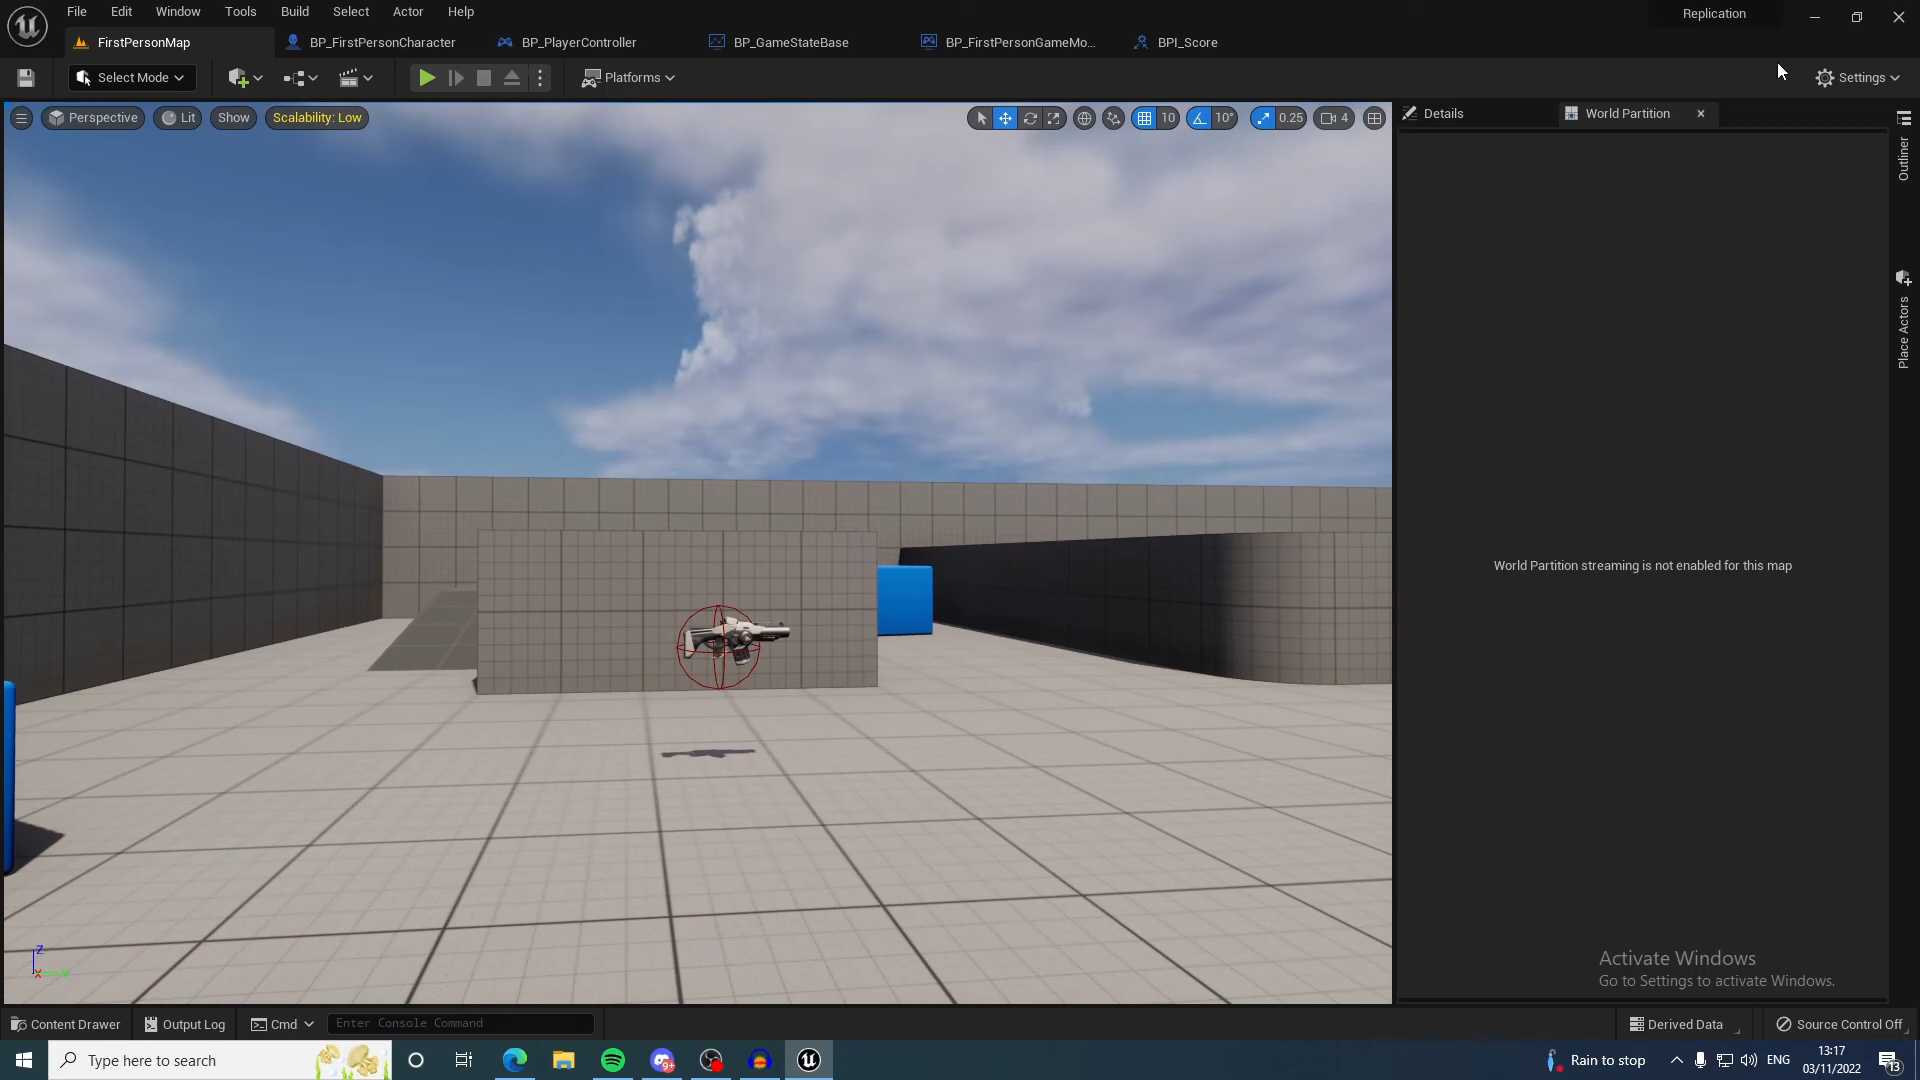 File Edit Window Tools Build Select Actor Help
Replication
FirstPersonMap
BP_FirstPersonCharacter
BP_PlayerController
BP_GameStateBase
BP_FirstPersonGameMo...
BPI_Score
Select Mode
Platforms
Settings
Perspective
Lit
Show
Scalability: Low
10
10°
0.25
4
Details
World Partition
Outliner
Place Actors
World Partition streaming is not enabled for this map
Z
X
Y
Activate Windows
Go to Settings to activate Windows.
Content Drawer
Output Log
Cmd
Enter Console Command
Derived Data
Source Control Off
Type here to search
9+
Rain to stop
ENG
13:17
03/11/2022
13